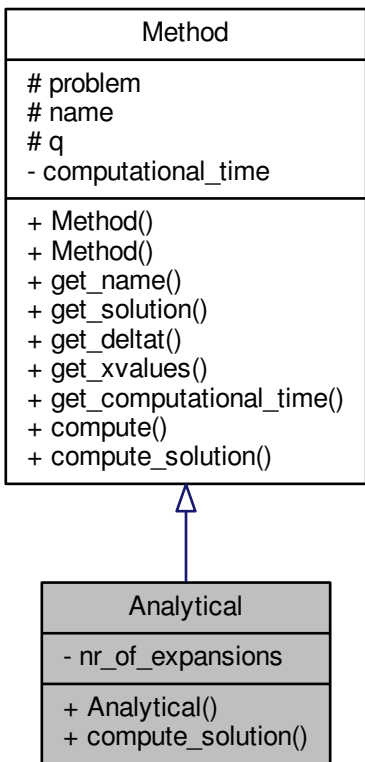 Method
# problem
# name
# q
- computational_time
+ Method()
+ Method()
+ get_name()
+ get_solution()
+ get_deltat()
+ get_xvalues()
+ get_computational_time()
+ compute()
+ compute_solution()
Analytical
- nr_of_expansions
+ Analytical()
+ compute_solution()